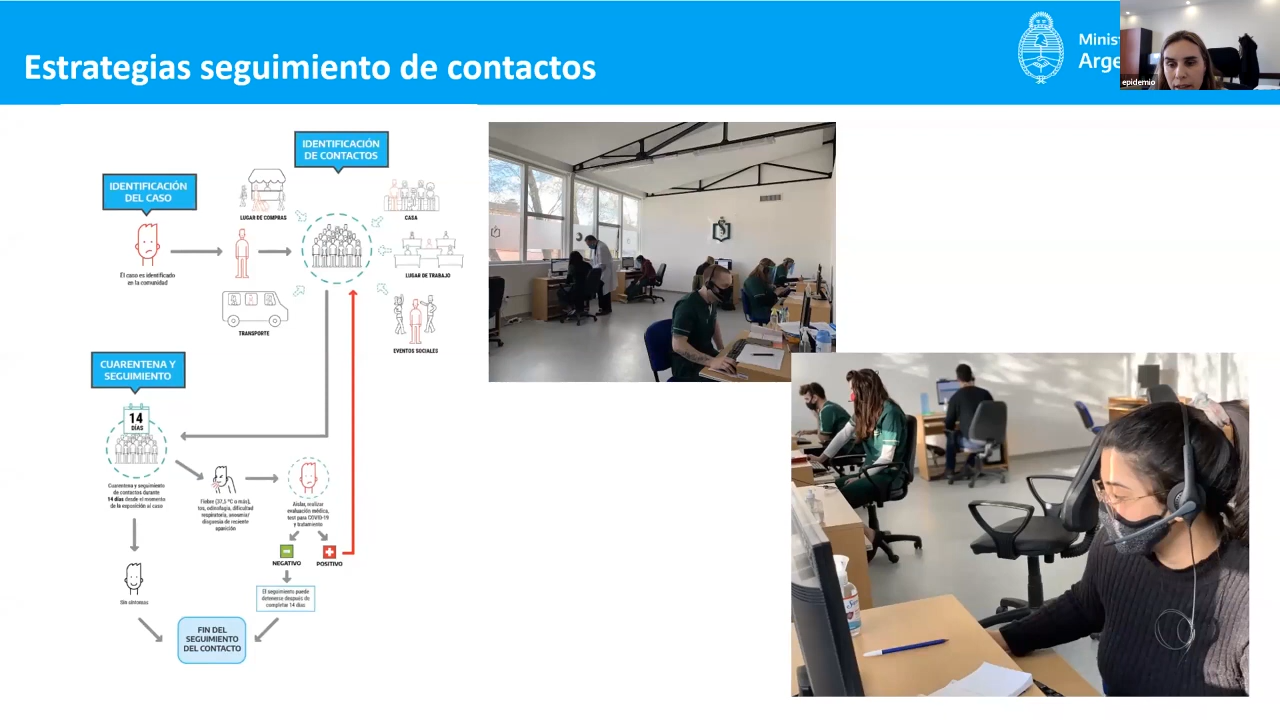 Estrategias seguimiento de contactos
epidemio
IDENTIFICACIÓN
DE CONTACTOS
IDENTIFICACIÓN
DEL CASO
LUGAR DE COMPRAS
CASA
El caso es identificado
en la comunidad
LUGAR DE TRABAJO
TRANSPORTE
EVENTOS SOCIALES
CUARENTENA Y
SEGUIMIENTO
14
DÍAS
Cuarentena y seguimiento
de contactos durante
14 días desde el momento
de la exposición al caso
Fiebre (37,5 ºC o más),
tos, odinofagia, dificultad
respiratoria, anosmia/
disgeusia de reciente
aparición
Aislar, realizar
evaluación médica,
test para COVID-19
y tratamiento
NEGATIVO
POSITIVO
El seguimiento puede
detenerse después de
completar 14 días
Sin síntomas
FIN DEL
SEGUIMIENTO
DEL CONTACTO